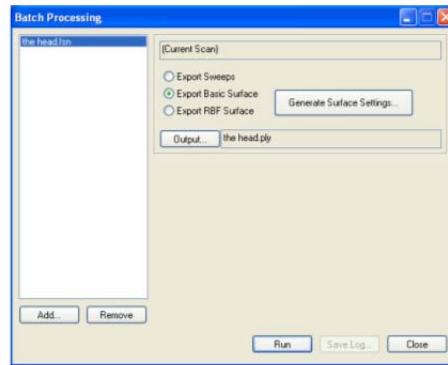 Batch Processing
the head.fsn
(Current Scan)
Export Sweeps
Export Basic Surface
Export RBF Surface
Generate Surface Settings...
Output...
the head.ply
Add...
Remove
Run
Save Log...
Close